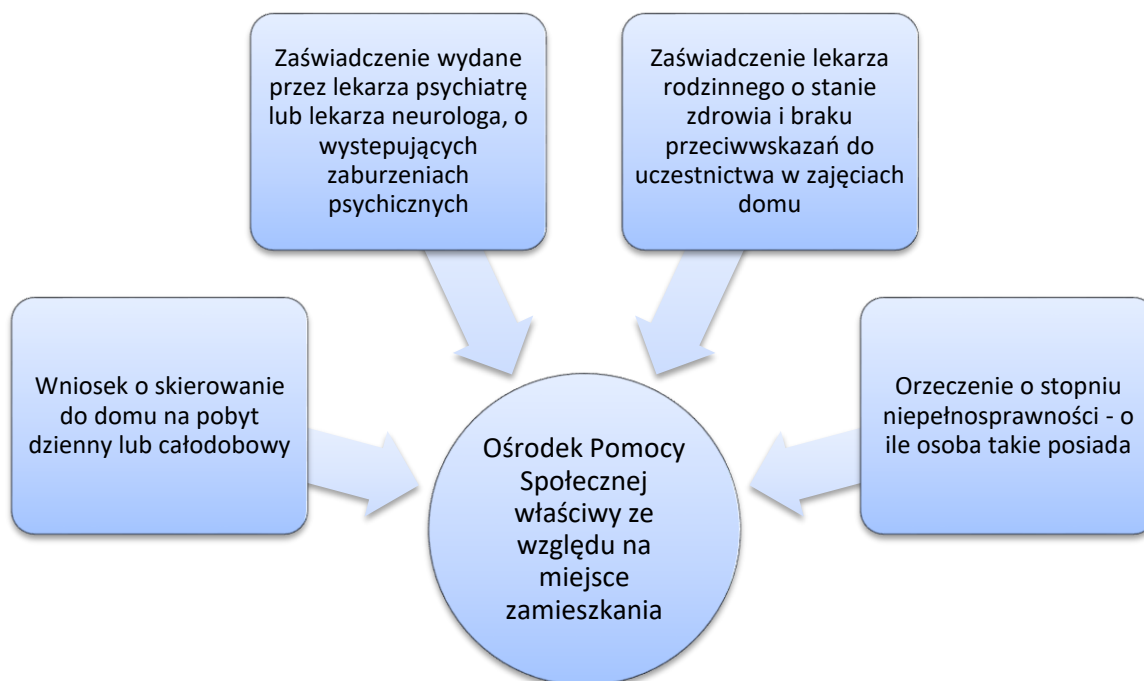 Zaświadczenie wydane
przez lekarza psychiatrę
lub lekarza neurologa, o
wystepujących
zaburzeniach
psychicznych
Zaświadczenie lekarza
rodzinnego o stanie
zdrowia i braku
przeciwwskazań do
uczestnictwa w zajęciach
domu
Wniosek o skierowanie
do domu na pobyt
dzienny lub całodobowy
Ośrodek Pomocy
Społecznej
właściwy ze
względu na
miejsce
zamieszkania
Orzeczenie o stopniu
niepełnosprawności - o
ile osoba takie posiada